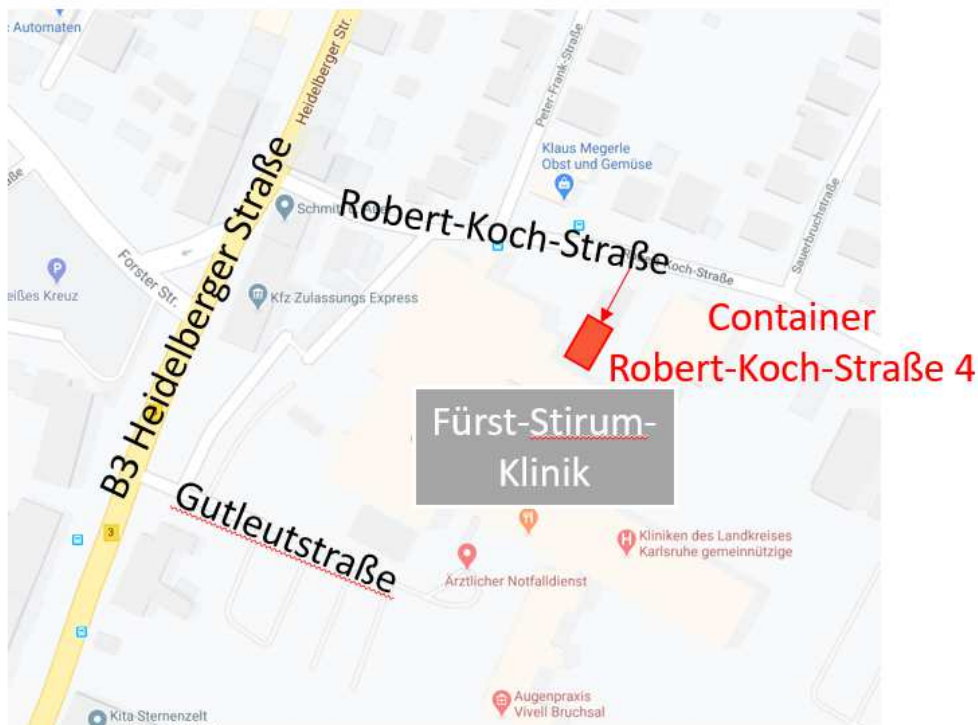 Automaten
Heidelberger Str.
Peter-Frank-Straße
Klaus Megerle
Obst und Gemüse
Sauerbruchstraße
B3 Heidelberger Straße
Robert-Koch-Straße
Koch-Straße
Forster Str.
Kfz Zulassungs Express
P
eißes Kreuz
Container
Robert-Koch-Straße 4
Fürst-Stirum-
Klinik
Gutleutstraße
3
Kliniken des Landkreises
Karlsruhe gemeinnützige
H
Ärztlicher Notfalldienst
Augenpraxis
Vivell Bruchsal
Kita Sternenzelt